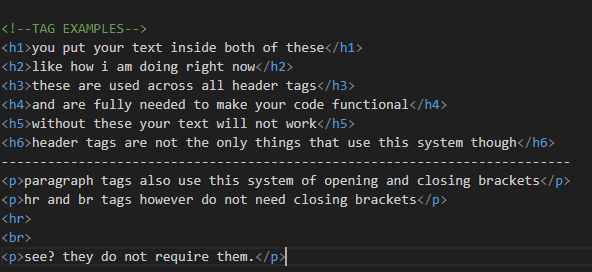 <!--TAG EXAMPLES-->
<h1>you put your text inside both of these</h1>
<h2>like how i am doing right now</h2>
<h3>these are used across all header tags</h3>
<h4>and are fully needed to make your code functional</h4>
<h5>without these your text will not work</h5>
<h6>header tags are not the only things that use this system though</h6>
----------------------------------------------------------------------------
<p>paragraph tags also use this system of opening and closing brackets</p>
<p>hr and br tags however do not need closing brackets</p>
<hr>
<br>
<p>see? they do not require them.</p>